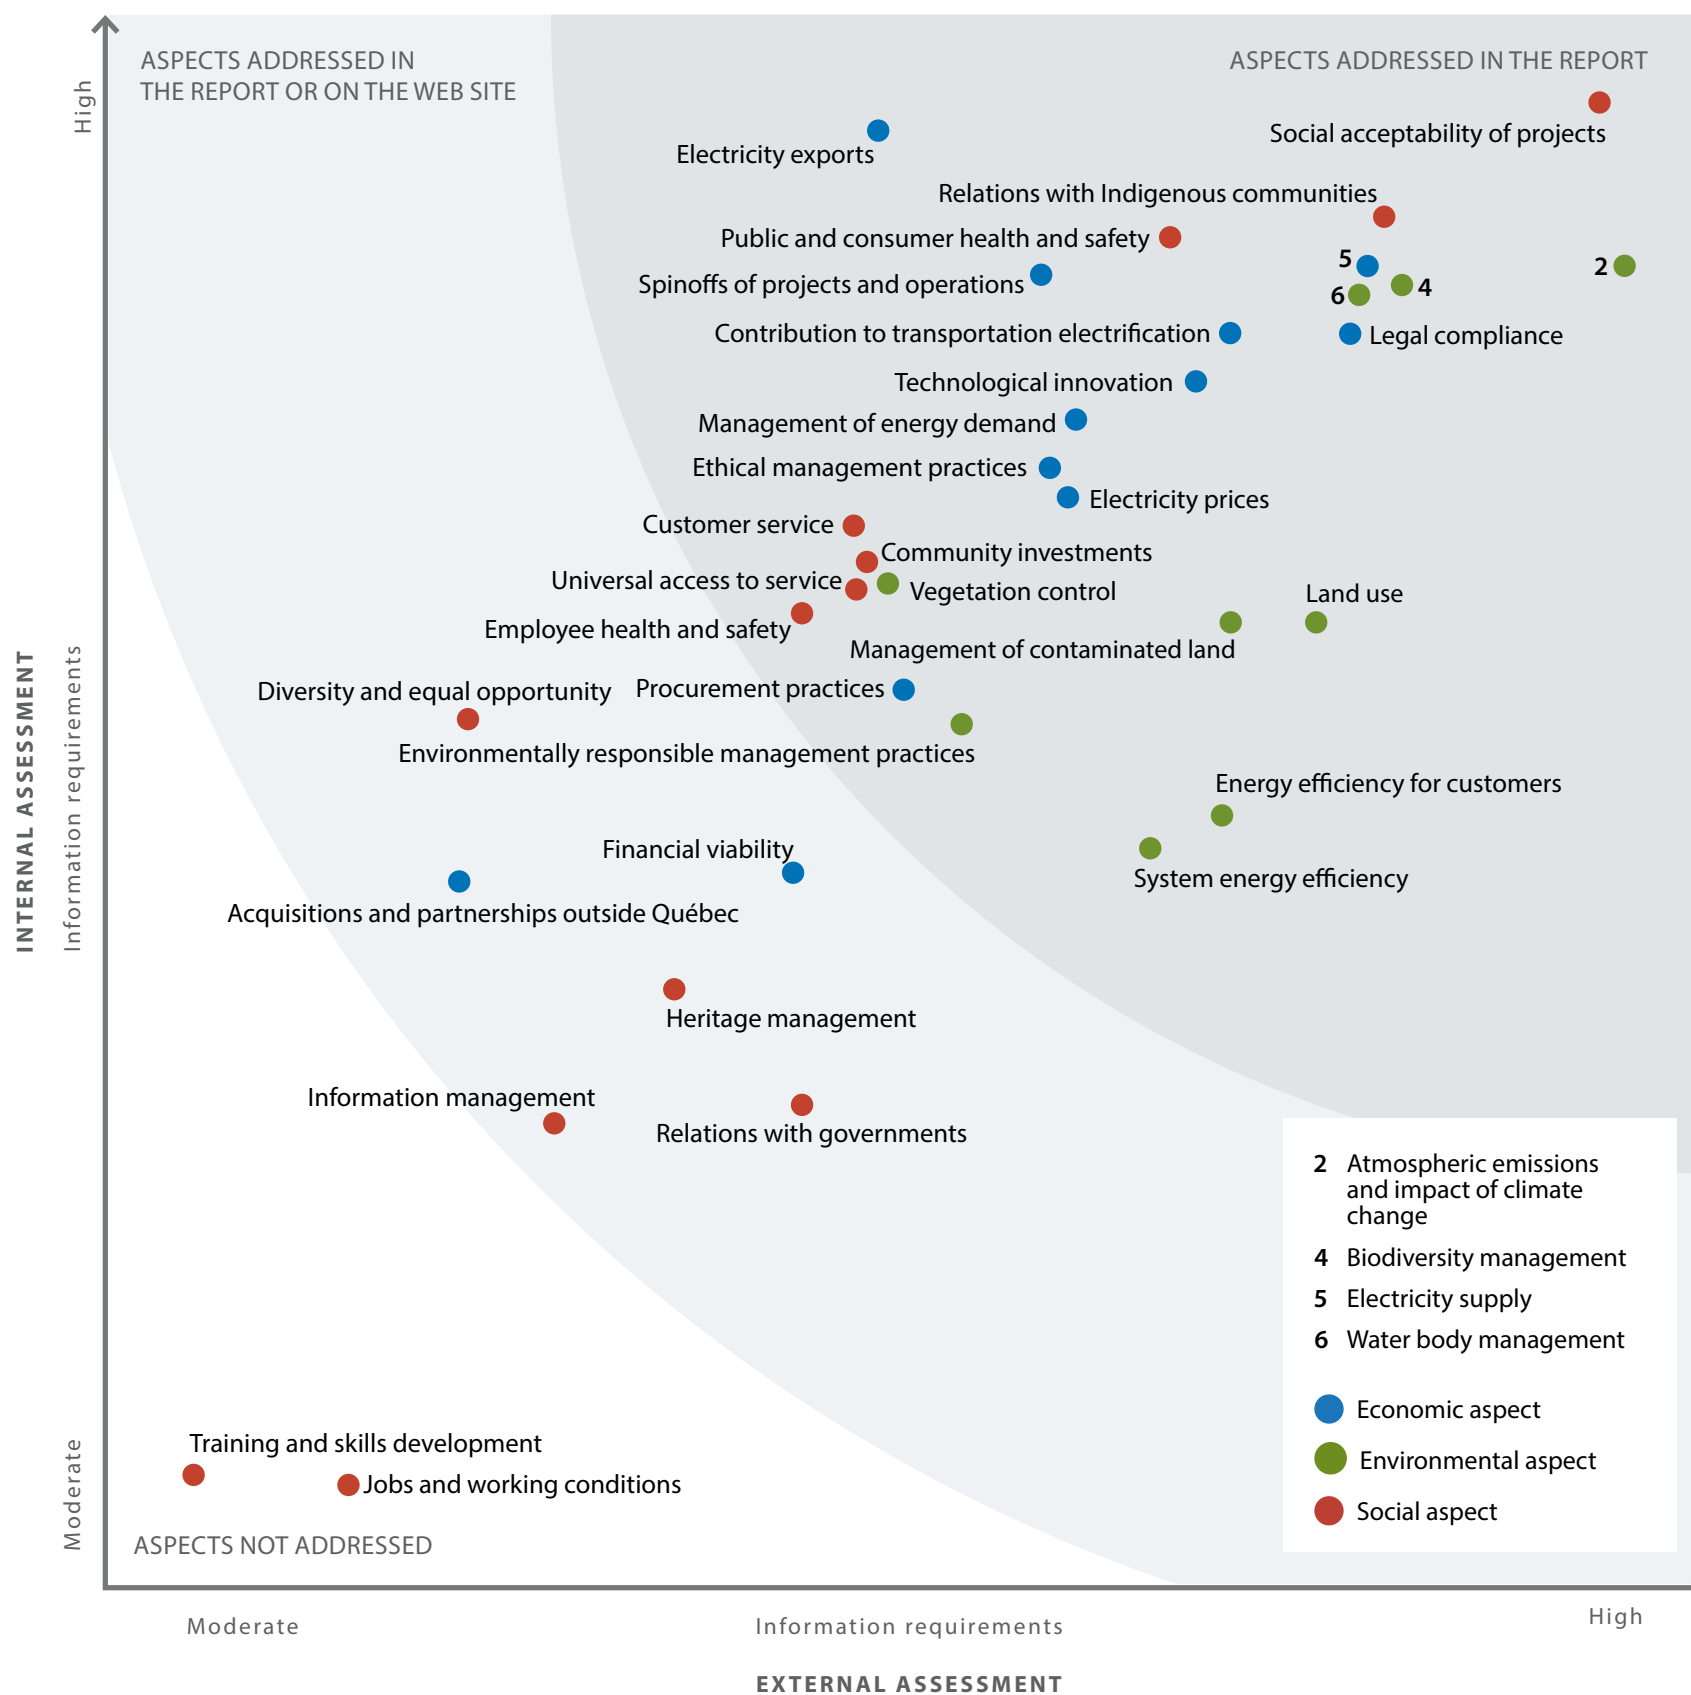 High
ASPECTS ADDRESSED IN
THE REPORT OR ON THE WEB SITE
ASPECTS ADDRESSED IN THE REPORT
Social acceptability of projects
Electricity exports
Relations with Indigenous communities
Public and consumer health and safety
5
2
Spinoffs of projects and operations
4
6
Contribution to transportation electrification
Legal compliance
Technological innovation
Management of energy demand
Ethical management practices
Electricity prices
Customer service
Community investments
Universal access to service
Vegetation control
Land use
Employee health and safety
Management of contaminated land
Diversity and equal opportunity
Procurement practices
Environmentally responsible management practices
Energy efficiency for customers
Financial viability
System energy efficiency
Acquisitions and partnerships outside Québec
Heritage management
Information management
Relations with governments
INTERNAL ASSESSMENT
Information requirements
2 Atmospheric emissions
and impact of climate
change
4 Biodiversity management
5 Electricity supply
6 Water body management
Economic aspect
Environmental aspect
Social aspect
Training and skills development
Jobs and working conditions
Moderate
ASPECTS NOT ADDRESSED
Moderate
Information requirements
High
EXTERNAL ASSESSMENT